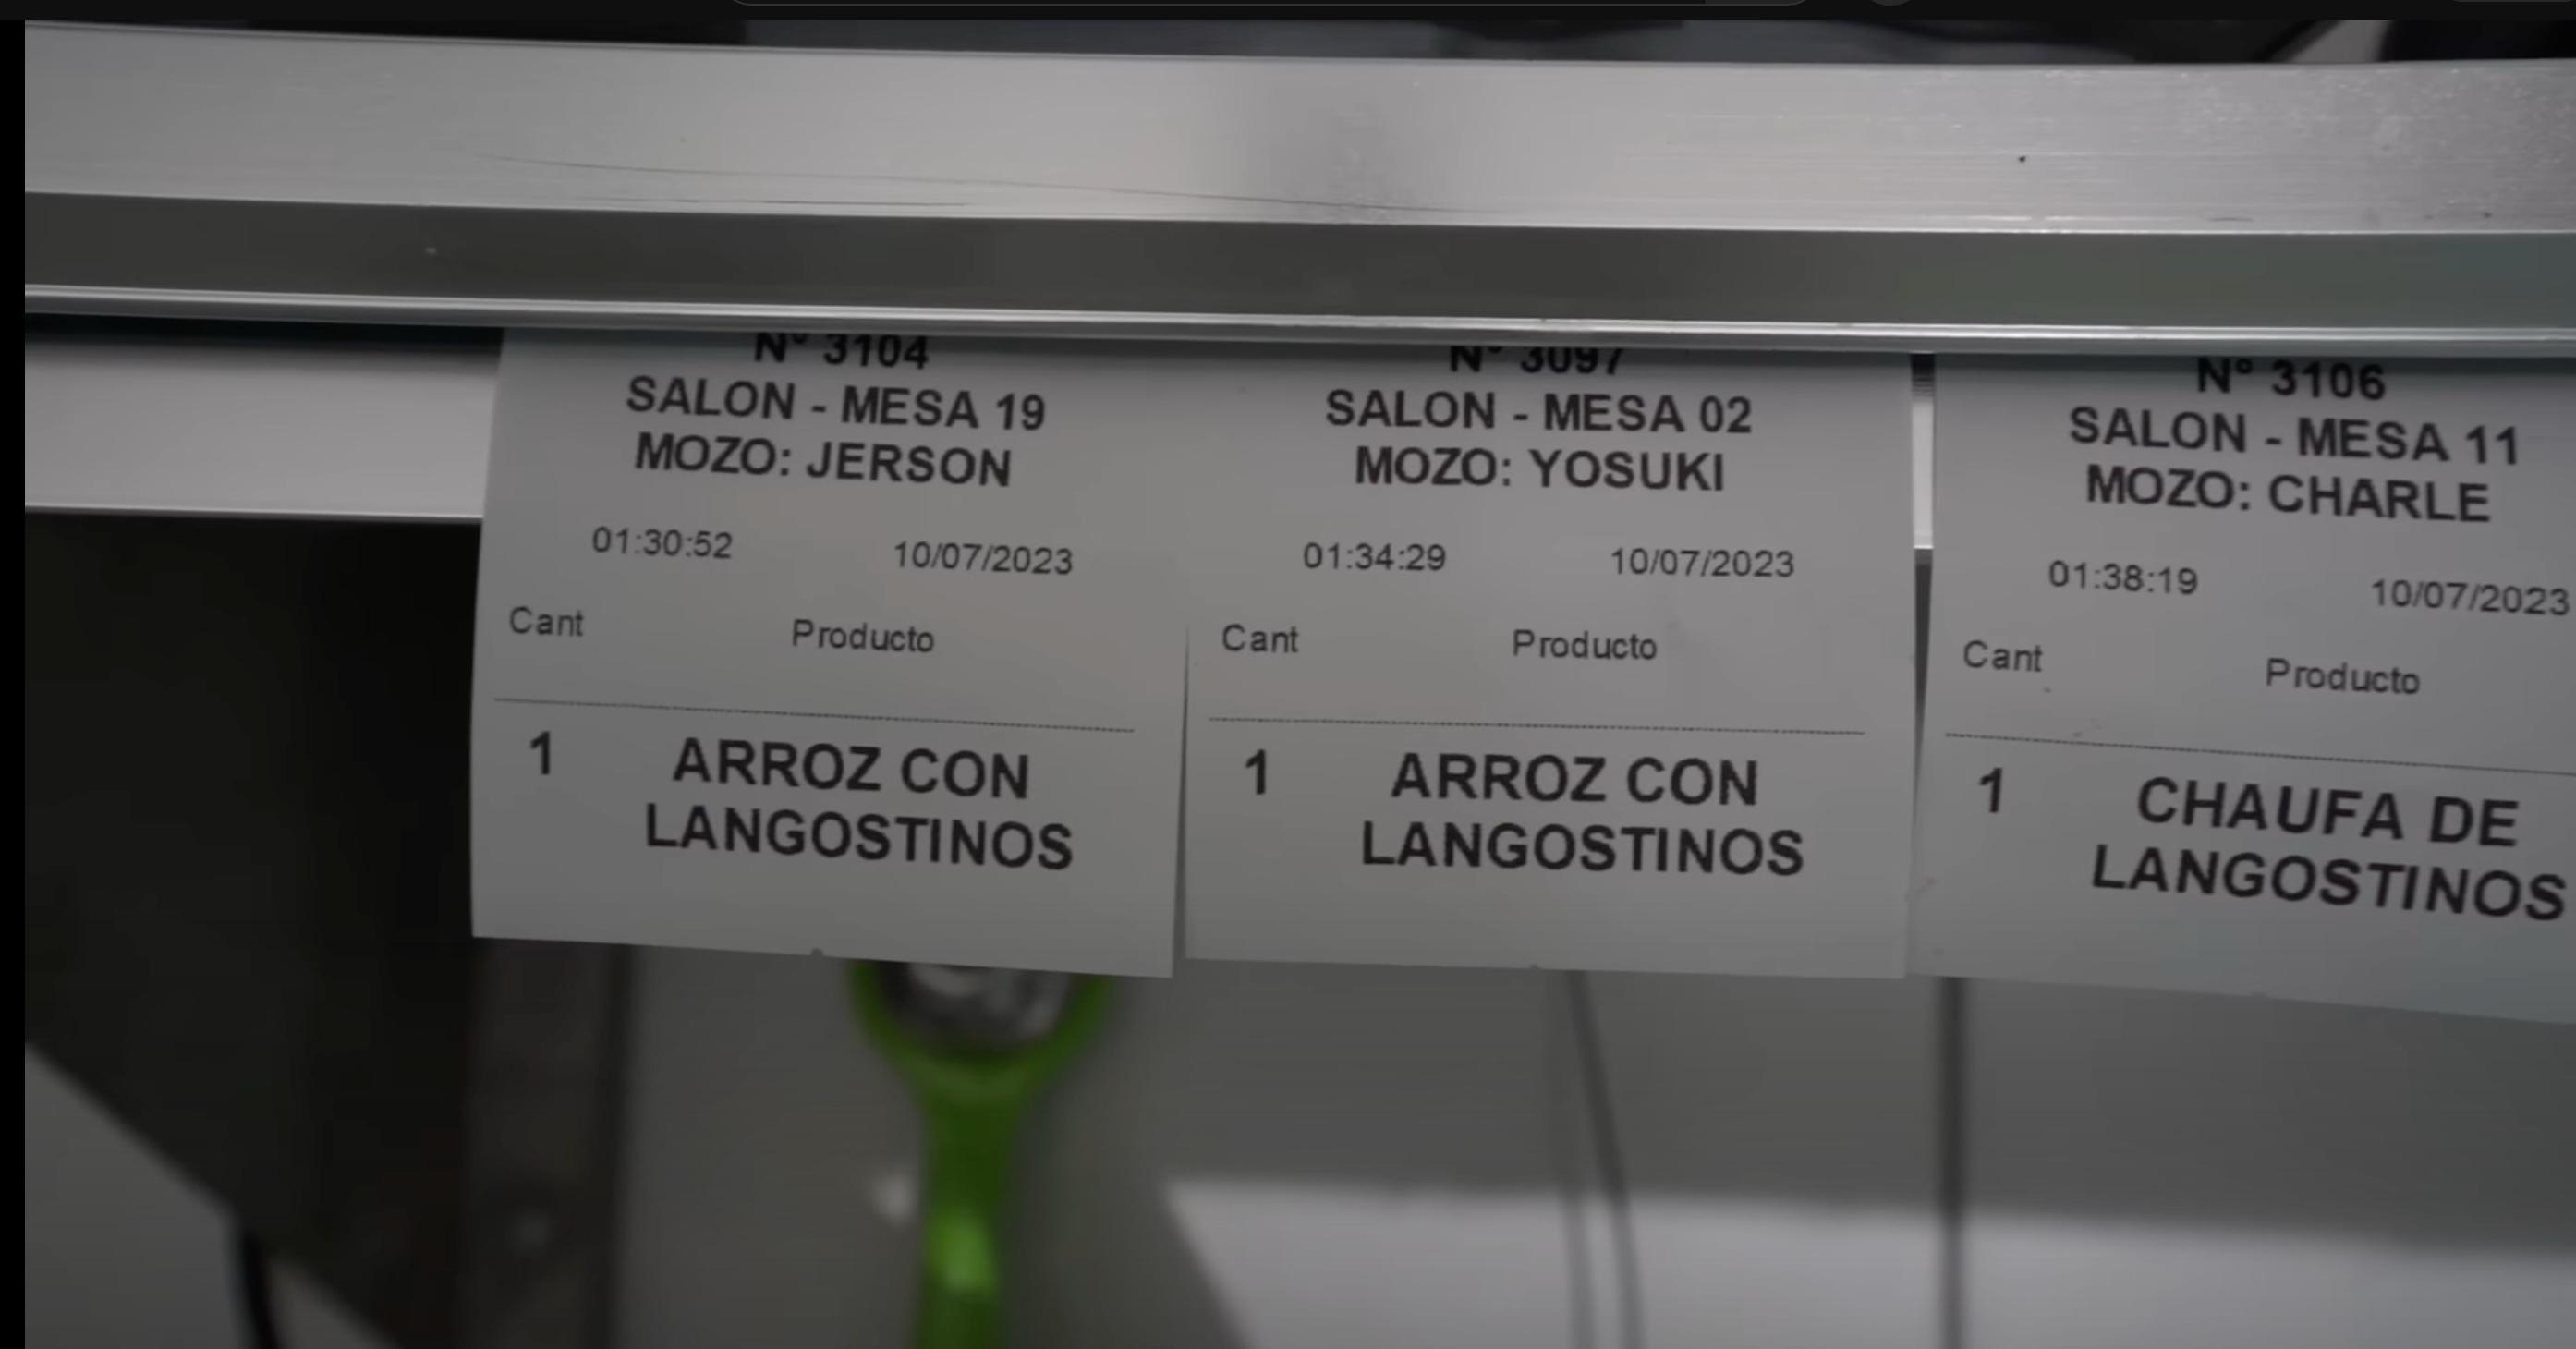 N° 3104
SALON - MESA 19
MOZO: JERSON
01:30:52 10/07/2023
Cant Producto
1 ARROZ CON
LANGOSTINOS
N° 3097
SALON - MESA 02
MOZO: YOSUKI
01:34:29 10/07/2023
Cant Producto
1 ARROZ CON
LANGOSTINOS
N° 3106
SALON - MESA 11
MOZO: CHARLE
01:38:19 10/07/2023
Cant Producto
1 CHAUFA DE
LANGOSTINOS